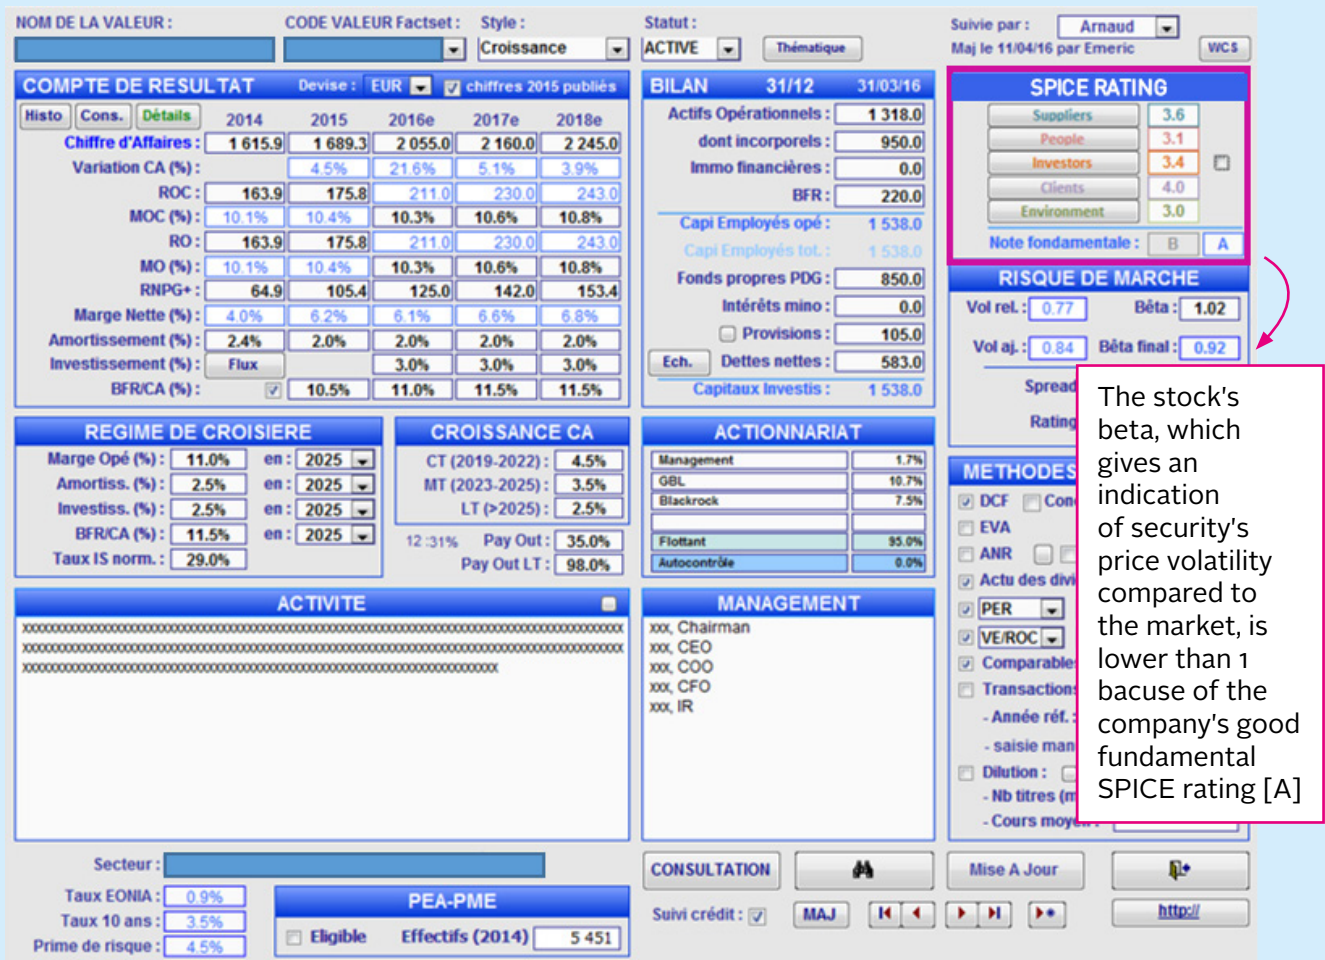 NOM DE LA VALEUR : CODE VALEUR Factset : Style : Statut : Suivie par : Arnaud
Croissance ACTIVE Thématique Maj le 11/04/16 par Emeric WCS
COMPTE DE RESULTAT Devise : EUR chiffres 2015 publiés
Histo Cons. Détails 2014 2015 2016e 2017e 2018e
Chiffre d'Affaires : 1 615.9 1 689.3 2 055.0 2 160.0 2 245.0
Variation CA (%) : 4.5% 21.6% 5.1% 3.9%
ROC : 163.9 175.8 211.0 230.0 243.0
MOC (%) : 10.1% 10.4% 10.3% 10.6% 10.8%
RO : 163.9 175.8 211.0 230.0 243.0
MO (%) : 10.1% 10.4% 10.3% 10.6% 10.8%
RNPG+ : 64.9 105.4 125.0 142.0 153.4
Marge Nette (%) : 4.0% 6.2% 6.1% 6.6% 6.8%
Amortissement (%) : 2.4% 2.0% 2.0% 2.0% 2.0%
Investissement (%) : Flux 3.0% 3.0% 3.0%
BFR/CA (%) : 10.5% 11.0% 11.5% 11.5%
BILAN 31/12 31/03/16
Actifs Opérationnels : 1 318.0
dont incorporels : 950.0
Immo financières : 0.0
BFR : 220.0
Capi Employés opé : 1 538.0
Capi Employés tot. : 1 538.0
Fonds propres PDG : 850.0
Intérêts mino : 0.0
Provisions : 105.0
Ech. Dettes nettes : 583.0
Capitaux Investis : 1 538.0
SPICE RATING
Suppliers 3.6
People 3.1
Investors 3.4
Clients 4.0
Environment 3.0
Note fondamentale : B A
RISQUE DE MARCHE
Vol rel. : 0.77 Bêta : 1.02
Vol aj. : 0.84 Bêta final : 0.92
Spread
Rating
The stock's
beta, which
gives an
indication
of security's
price volatility
compared to
the market, is
lower than 1
bacuse of the
company's good
fundamental
SPICE rating [A]
REGIME DE CROISIERE
Marge Opé (%) : 11.0% en : 2025
Amortiss. (%) : 2.5% en : 2025
Investiss. (%) : 2.5% en : 2025
BFR/CA (%) : 11.5% en : 2025
Taux IS norm. : 29.0%
CROISSANCE CA
CT (2019-2022) : 4.5%
MT (2023-2025) : 3.5%
LT (>2025) : 2.5%
12 :31% Pay Out : 35.0%
Pay Out LT : 98.0%
ACTIONNARIAT
Management 1.7%
GBL 10.7%
Blackrock 7.5%
Flottant 95.0%
Autocontrôle 0.0%
METHODES
DCF
EVA
ANR
Actu des
PER
VE/ROC
Comparables
Transactions
- Année réf. :
- saisie
Dilution :
- Nb titres
- Cours
ACTIVITE
xxxxxxxxxxxxxxxxxxxxxxxxxxxxxxxxxxxxxxxxxxxxxxxxxxxxxxxxxxxxxxxxxxxxxxxxxxxxxxxxxxxxxxxxxxxxxxxxxxxx
xxxxxxxxxxxxxxxxxxxxxxxxxxxxxxxxxxxxxxxxxxxxxxxxxxxxxxxxxxxxxxxxxxxxxxxxxxxxxxxxxxxxxxxxxxxxxxxxxxxx
xxxxxxxxxxxxxxxxxxxxxxxxxxxxxxxxxxxxxxxxxxxxxxxxxxxxxxxxxxxxxxxxxxxxxxxxxxxxxxx
MANAGEMENT
xxx, Chairman
xxx, CEO
xxx, COO
xxx, CFO
xxx, IR
Secteur :
Taux EONIA : 0.9%
Taux 10 ans : 3.5%
Prime de risque : 4.5%
PEA-PME
Eligible Effectifs (2014) 5 451
CONSULTATION Mise A Jour
Suivi crédit : MAJ http://